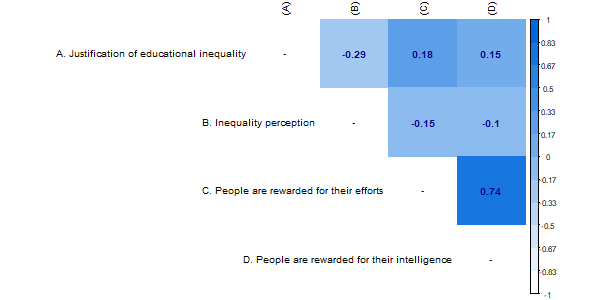 (A) (B) (C) (D)
A. Justification of educational inequality - -0.29 0.18 0.15
B. Inequality perception - -0.15 -0.1
C. People are rewarded for their efforts - 0.74
D. People are rewarded for their intelligence -
1
0.83
0.67
0.5
0.33
0.17
0
-0.17
-0.33
-0.5
-0.67
-0.83
-1